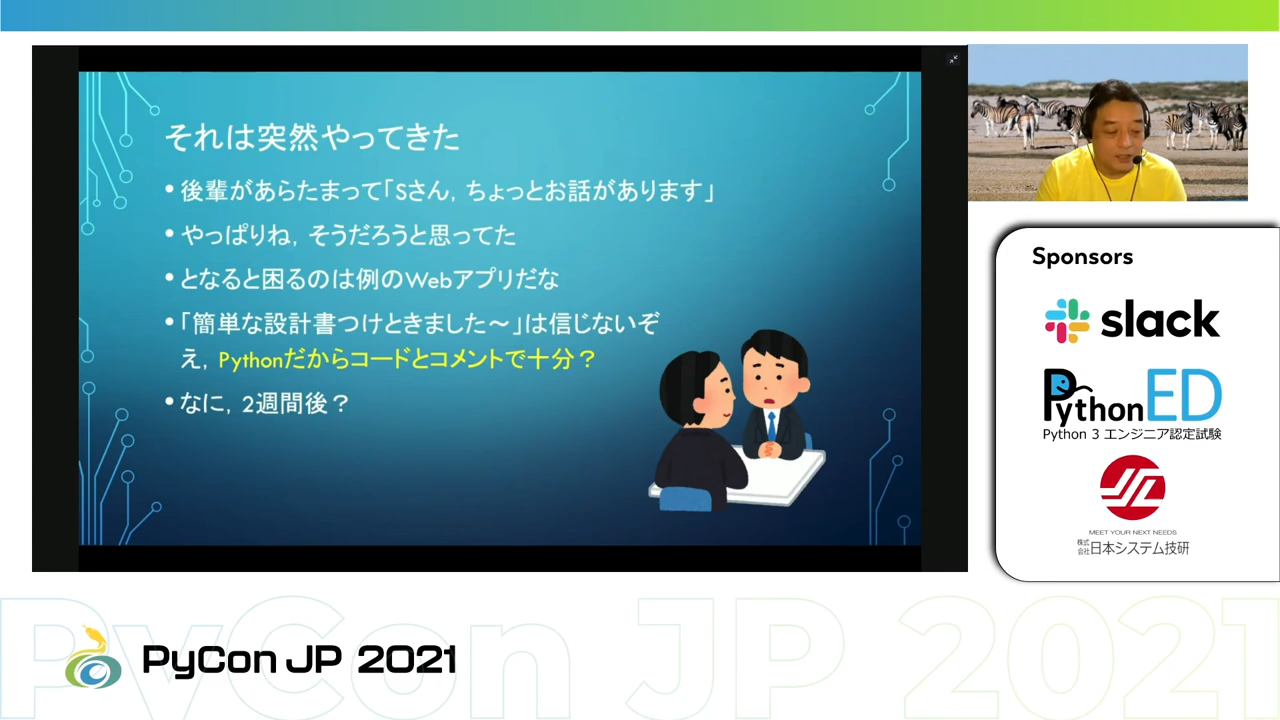 それは突然やってきた
• 後輩があらたまって「Sさん, ちょっとお話があります」
• やっぱりね, そうだろうと思ってた
• となると困るのは例のWebアプリだな
• 「簡単な設計書つけときました〜」は信じないぞ
え, Pythonだからコードとコメントで十分？
• なに, 2週間後？
Sponsors
slack
PythonED
Python 3 エンジニア認定試験
MEET YOUR NEXT NEEDS
株式会社日本システム技研
PyCon JP 2021
PyCon JP 2021